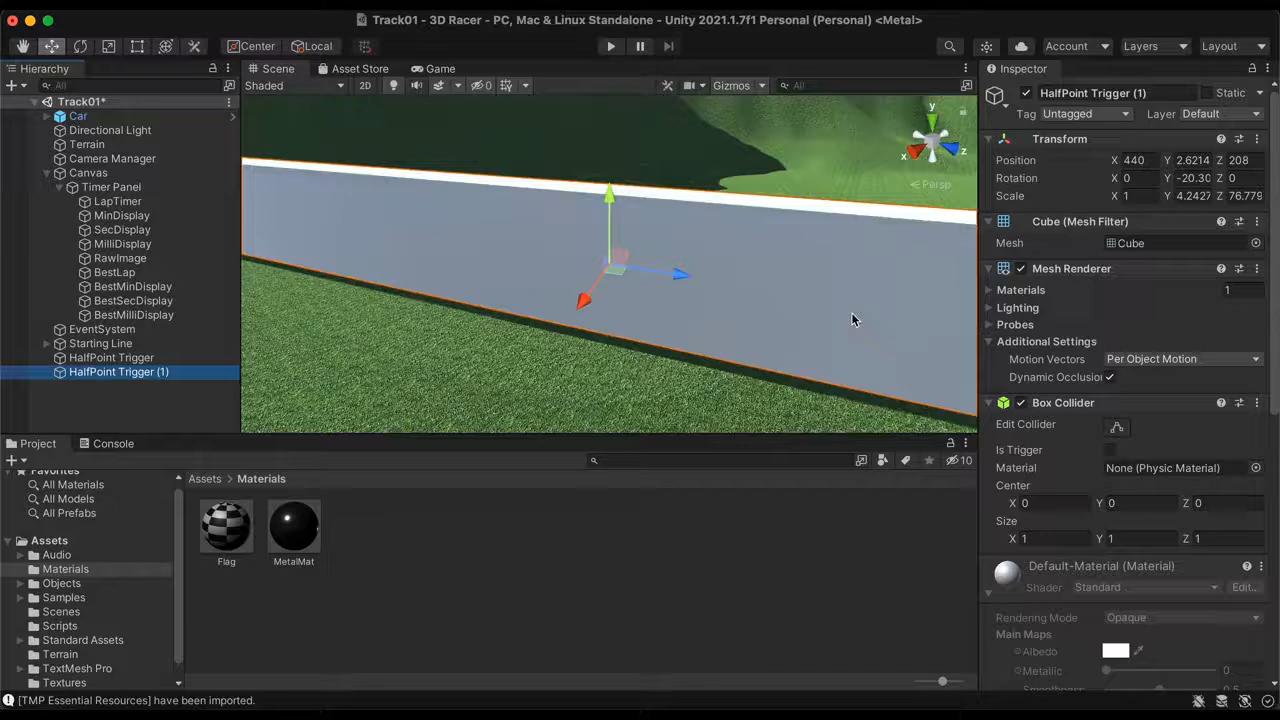 Track01 - 3D Racer - PC, Mac & Linux Standalone - Unity 2021.1.7f1 Personal (Personal) <Metal>
Center
Local
Account
Layers
Layout
Hierarchy
All
Track01*
Car
Directional Light
Terrain
Camera Manager
Canvas
Timer Panel
LapTimer
MinDisplay
SecDisplay
MilliDisplay
RawImage
BestLap
BestMinDisplay
BestSecDisplay
BestMilliDisplay
EventSystem
Starting Line
HalfPoint Trigger
HalfPoint Trigger (1)
Scene
Asset Store
Game
Shaded
2D
0
Gizmos
All
y
x
z
Persp
Inspector
HalfPoint Trigger (1)
Static
Tag Untagged
Layer Default
Transform
Position X 440 Y 2.6214 Z 208
Rotation X 0 Y -20.30 Z 0
Scale X 1 Y 4.2427 Z 76.779
Cube (Mesh Filter)
Mesh Cube
Mesh Renderer
Materials 1
Lighting
Probes
Additional Settings
Motion Vectors Per Object Motion
Dynamic Occlusion
Box Collider
Edit Collider
Is Trigger
Material None (Physic Material)
Center
X 0 Y 0 Z 0
Size
X 1 Y 1 Z 1
Default-Material (Material)
Shader Standard Edit...
Rendering Mode Opaque
Main Maps
Albedo
Metallic 0
Smoothness 0.5
Project
Console
10
Favorites
All Materials
All Models
All Prefabs
Assets
Audio
Materials
Objects
Samples
Scenes
Scripts
Standard Assets
Terrain
TextMesh Pro
Textures
Assets
Materials
Flag
MetalMat
[TMP Essential Resources] have been imported.